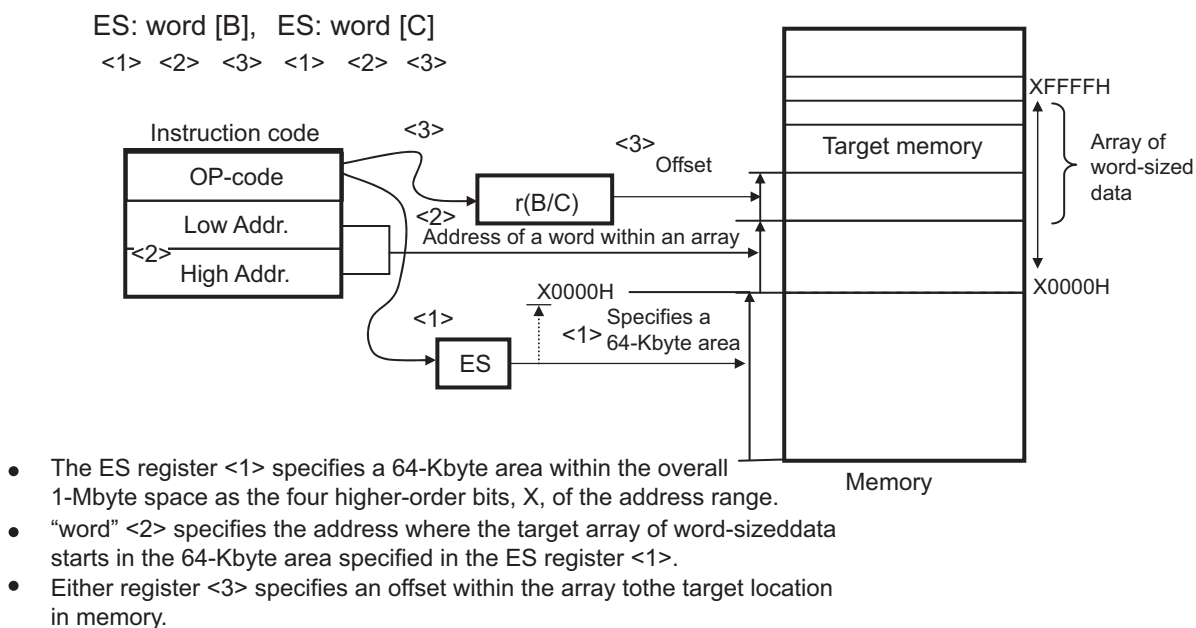 ES: word [B], ES: word [C]
<1> <2> <3> <1> <2> <3>
Instruction code
OP-code
Low Addr.
<2>
High Addr.
<3>
r(B/C)
<3>
Offset
<2>
Address of a word within an array
<1>
ES
X0000H
<1>
Specifies a
64-Kbyte area
XFFFFH
Target memory
Array of
word-sized
data
X0000H
Memory
• The ES register <1> specifies a 64-Kbyte area within the overall
1-Mbyte space as the four higher-order bits, X, of the address range.
• “word” <2> specifies the address where the target array of word-sizeddata
starts in the 64-Kbyte area specified in the ES register <1>.
• Either register <3> specifies an offset within the array tothe target location
in memory.